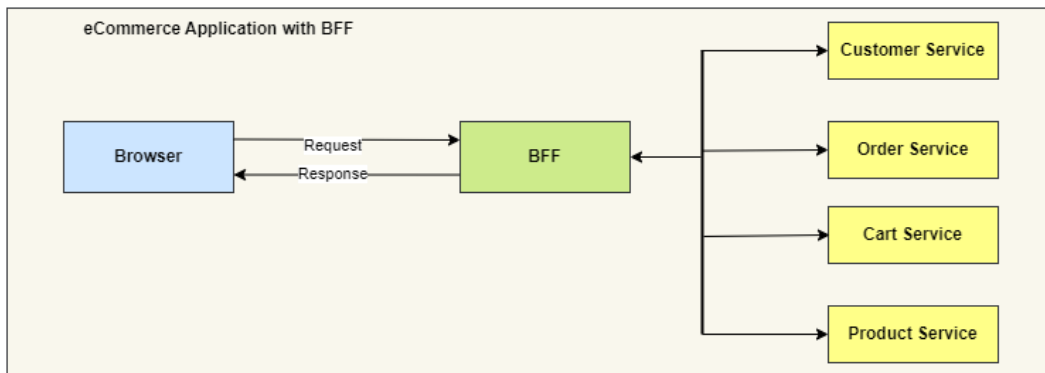 eCommerce Application with BFF
Customer Service
Browser
Request
Response
BFF
Order Service
Cart Service
Product Service